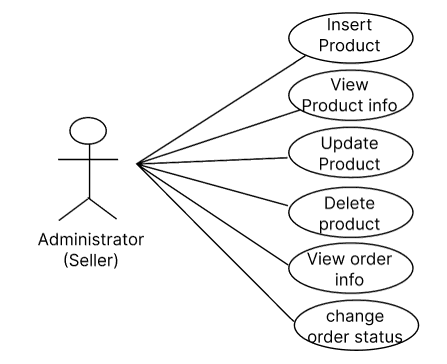 Insert
Product
View
Product info
Update
Product
Delete
product
View order
info
change
order status
Administrator
(Seller)